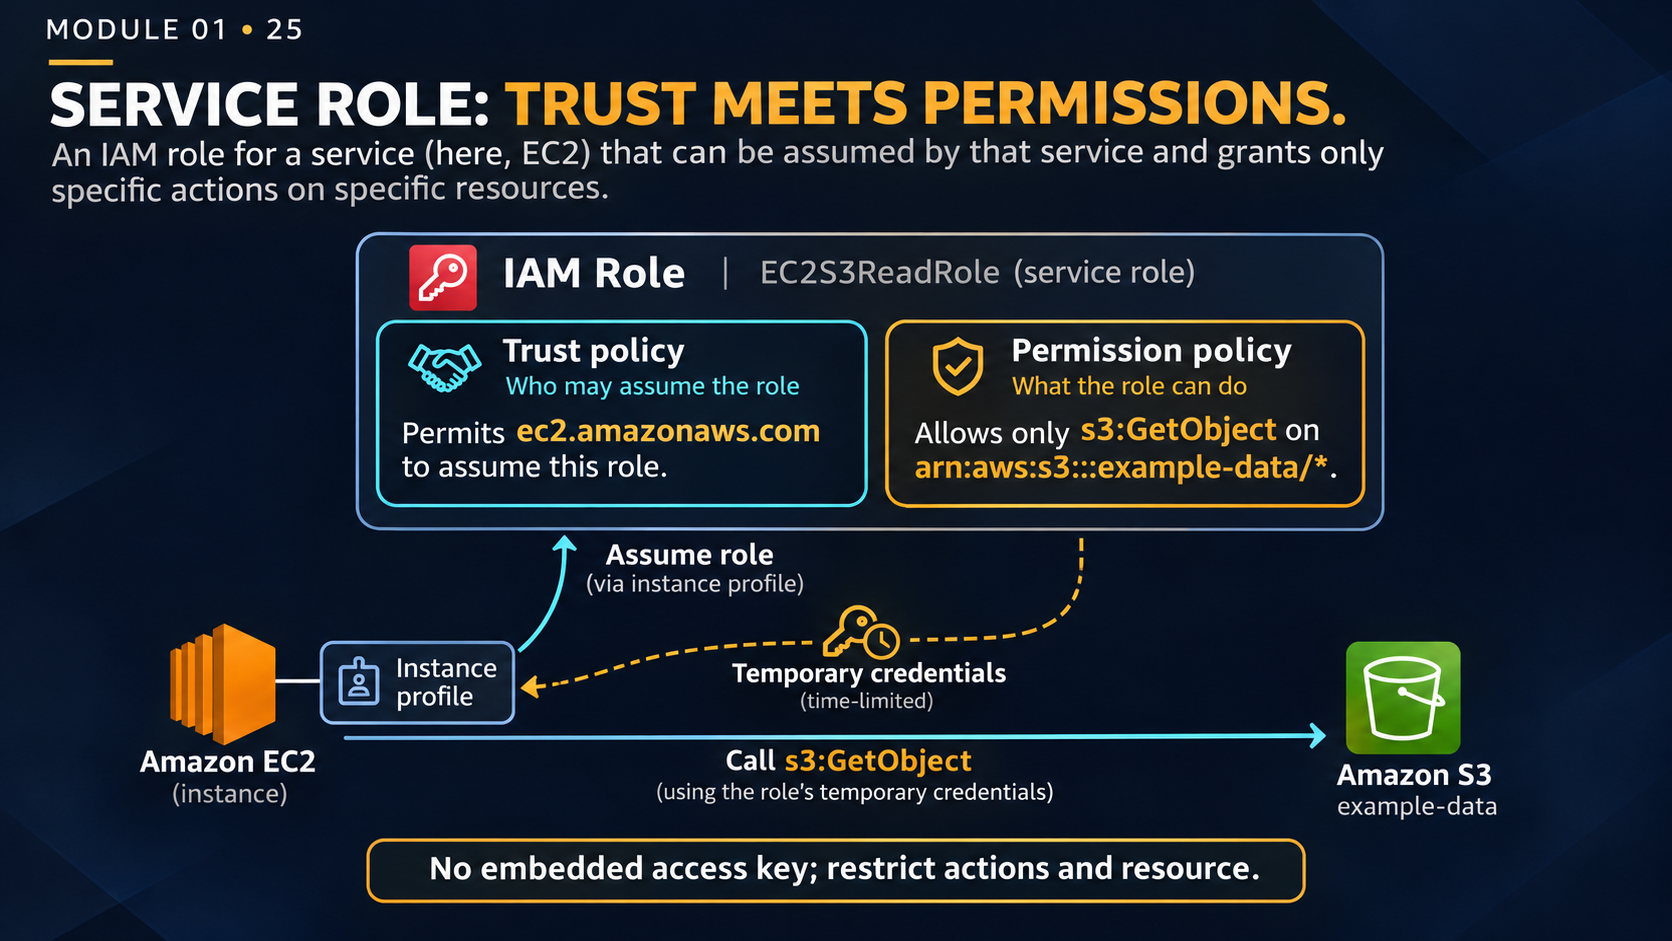 MODULE 01 • 25
SERVICE ROLE: TRUST MEETS PERMISSIONS.
An IAM role for a service (here, EC2) that can be assumed by that service and grants only
specific actions on specific resources.
IAM Role | EC2S3ReadRole (service role)
Trust policy
Who may assume the role
Permits ec2.amazonaws.com
to assume this role.
Permission policy
What the role can do
Allows only s3:GetObject on
arn:aws:s3:::example-data/*.
Assume role
(via instance profile)
Instance
profile
Temporary credentials
(time-limited)
Amazon EC2
(instance)
Call s3:GetObject
(using the role's temporary credentials)
Amazon S3
example-data
No embedded access key; restrict actions and resource.